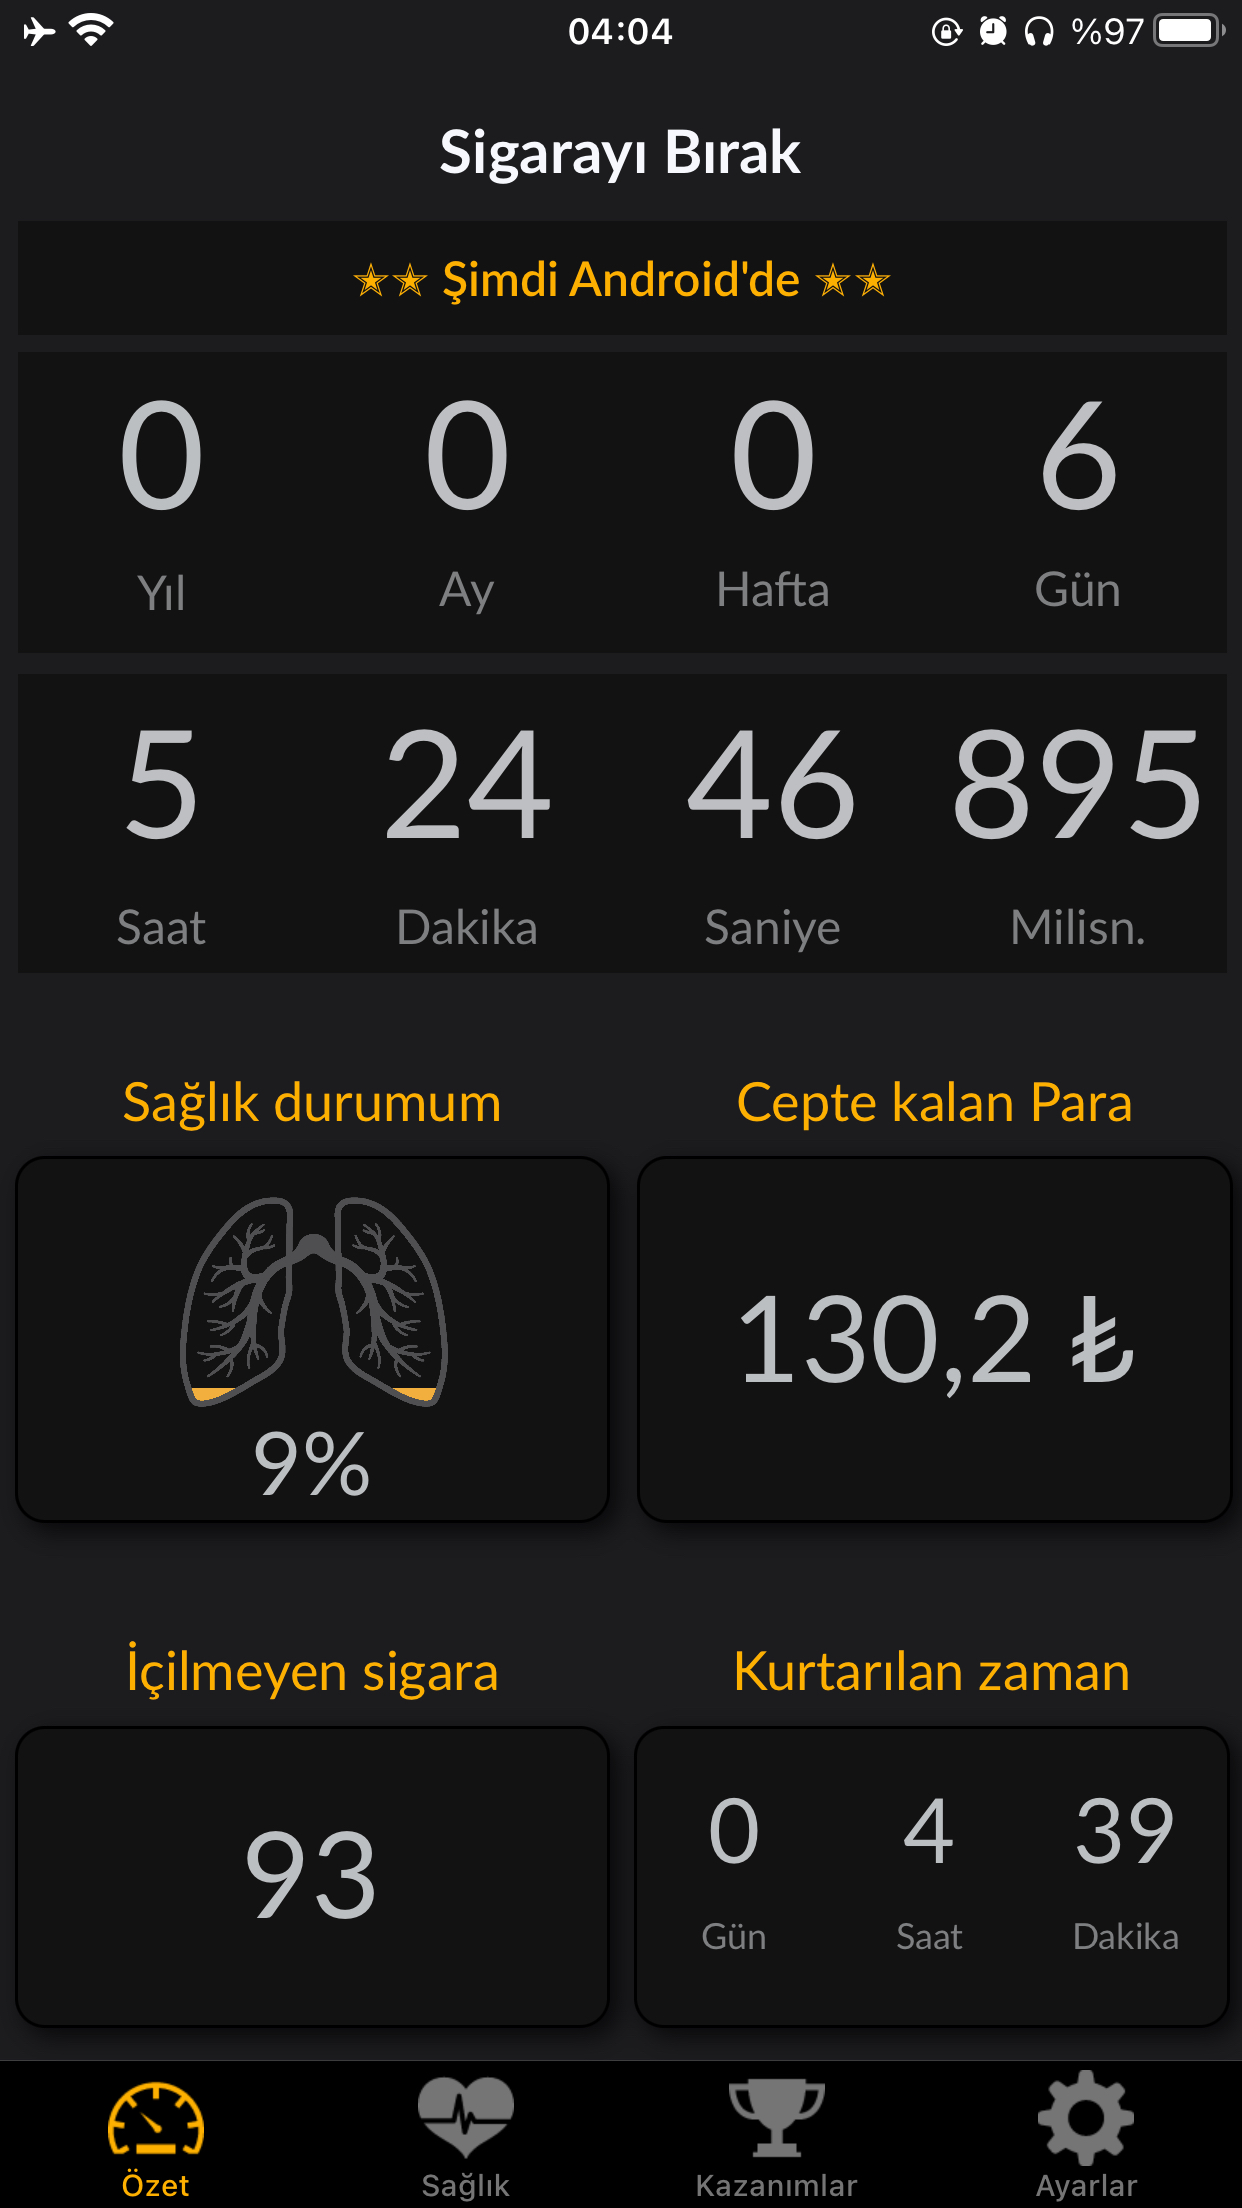 04:04 %97
Sigarayı Bırak
✯✯ Şimdi Android'de ✯✯
0 0 0 6
Yıl Ay Hafta Gün
5 24 46 895
Saat Dakika Saniye Milisn.
Sağlık durumum Cepte kalan Para
9% 130,2 ₺
İçilmeyen sigara Kurtarılan zaman
93 0 4 39
Gün Saat Dakika
Özet Sağlık Kazanımlar Ayarlar